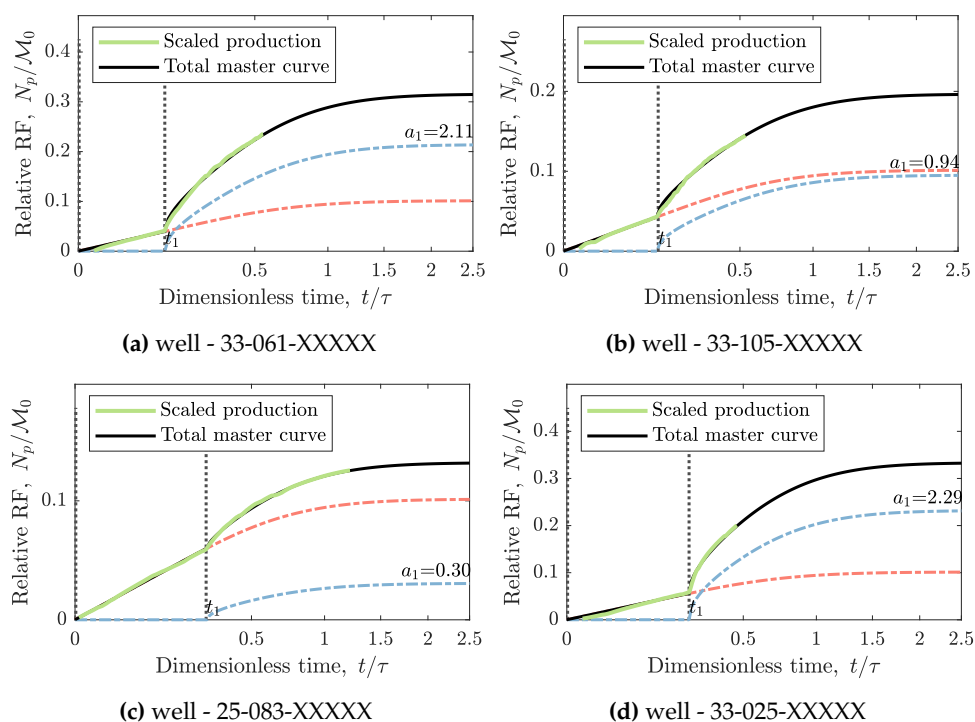 Relative RF, N_p/M_0
0.4
0.3
0.2
0.1
0
Scaled production
Total master curve
a_1=2.11
t_1
0 0.5 1 1.5 2 2.5
Dimensionless time, t/τ
(a) well - 33-061-XXXXX
Relative RF, N_p/M_0
0.2
0.1
0
Scaled production
Total master curve
a_1=0.94
t_1
0 0.5 1 1.5 2 2.5
Dimensionless time, t/τ
(b) well - 33-105-XXXXX
Relative RF, N_p/M_0
0.1
0
Scaled production
Total master curve
a_1=0.30
t_1
0 0.5 1 1.5 2 2.5
Dimensionless time, t/τ
(c) well - 25-083-XXXXX
Relative RF, N_p/M_0
0.4
0.3
0.2
0.1
0
Scaled production
Total master curve
a_1=2.29
t_1
0 0.5 1 1.5 2 2.5
Dimensionless time, t/τ
(d) well - 33-025-XXXXX